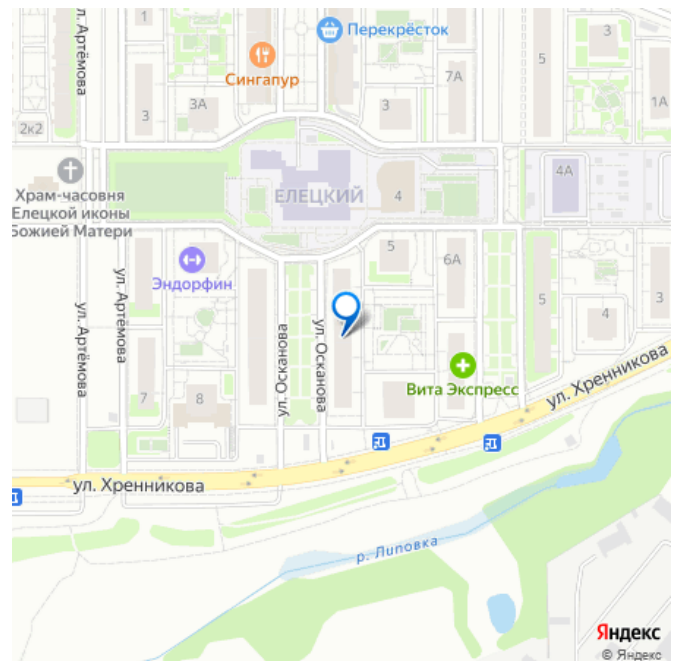 ул. Артёмова
Перекрёсток
Сингапур
3
5
7А
3А
3
3
1А
2к2
4А
Храм-часовня
Елецкой иконы
Божией Матери
ЕЛЕЦКИЙ
4
5
6А
Эндорфин
ул. Артёмова
ул. Артёмова
ул. Осканова
ул. Осканова
5
4
3
Вита Экспресс
7
8
ул. Хренникова
ул. Хренникова
р. Липовка
Яндекс
© Яндекс